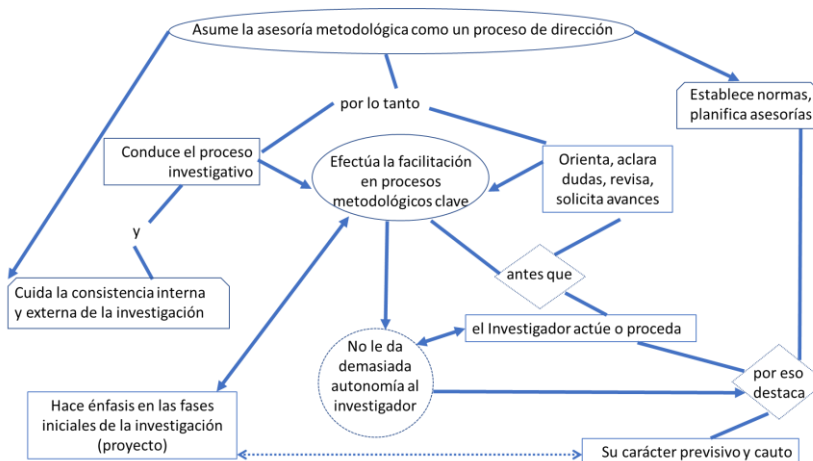 Asume la asesoría metodológica como un proceso de dirección
Establece normas,
planifica asesorías
por lo tanto
Conduce el proceso
investigativo
Efectúa la facilitación
en procesos
metodológicos clave
Orienta, aclara
dudas, revisa,
solicita avances
y
antes que
Cuida la consistencia interna
y externa de la investigación
el Investigador actúe o proceda
No le da
demasiada
autonomía al
investigador
por eso
destaca
Hace énfasis en las fases
iniciales de la investigación
(proyecto)
Su carácter previsivo y cauto